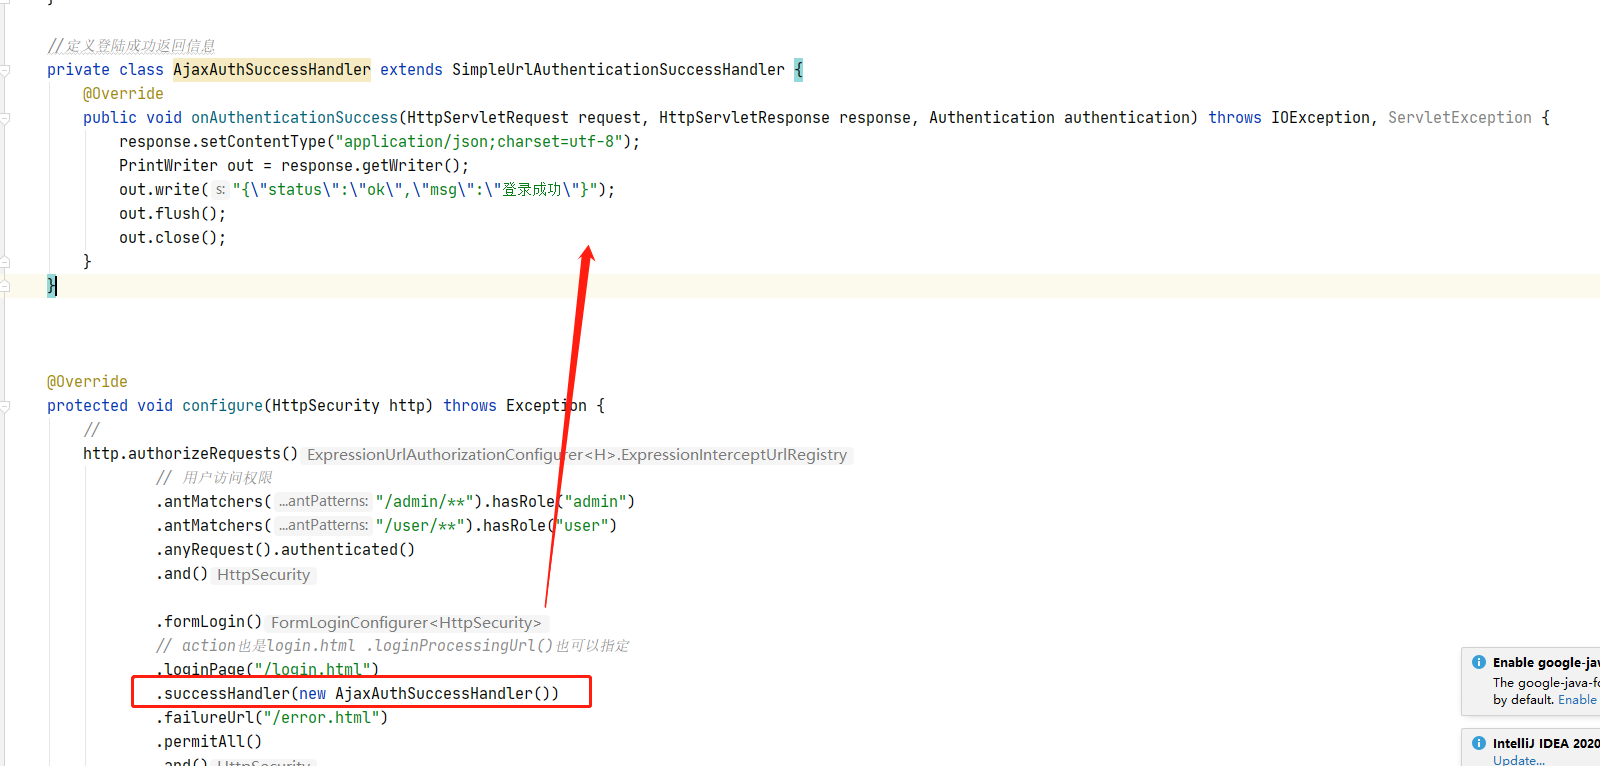 }
//定义登陆成功返回信息
private class AjaxAuthSuccessHandler extends SimpleUrlAuthenticationSuccessHandler {
@Override
public void onAuthenticationSuccess(HttpServletRequest request, HttpServletResponse response, Authentication authentication) throws IOException, ServletException {
response.setContentType("application/json;charset=utf-8");
PrintWriter out = response.getWriter();
out.write( s: "{\"status\":\"ok\",\"msg\":\"登录成功\"}");
out.flush();
out.close();
}
}
@Override
protected void configure(HttpSecurity http) throws Exception {
//
http.authorizeRequests() ExpressionUrlAuthorizationConfigurer<H>.ExpressionInterceptUrlRegistry
// 用户访问权限
.antMatchers( ...antPatterns: "/admin/**").hasRole("admin")
.antMatchers( ...antPatterns: "/user/**").hasRole("user")
.anyRequest().authenticated()
.and() HttpSecurity
.formLogin() FormLoginConfigurer<HttpSecurity>
// action也是login.html .loginProcessingUrl()也可以指定
.loginPage("/login.html")
.successHandler(new AjaxAuthSuccessHandler())
.failureUrl("/error.html")
.permitAll()
.and() HttpSecurity
Enable google-jav
The google-java-fo
by default. Enable
IntelliJ IDEA 2020
Update...